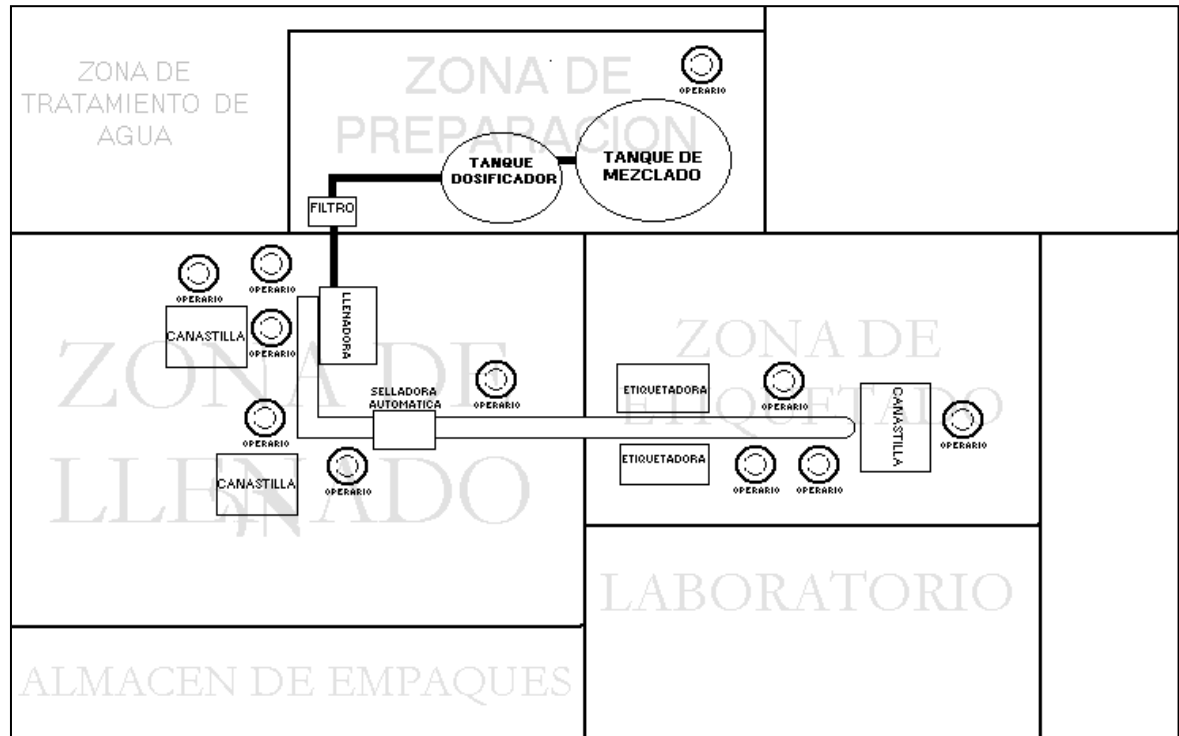 ZONA DE
TRATAMIENTO DE
AGUA
ZONA DE
PREPARACION
OPERARIO
TANQUE
DOSIFICADOR
TANQUE DE
MEZCLADO
FILTRO
ZONA DE
LLENADO
OPERARIO
OPERARIO
CANASTILLA
OPERARIO
LLENADORA
SELLADORA
AUTOMATICA
OPERARIO
OPERARIO
CANASTILLA
OPERARIO
ZONA DE
ETIQUETADO
ETIQUETADORA
OPERARIO
CANASTILLA
OPERARIO
ETIQUETADORA
OPERARIO
OPERARIO
LABORATORIO
ALMACEN DE EMPAQUES